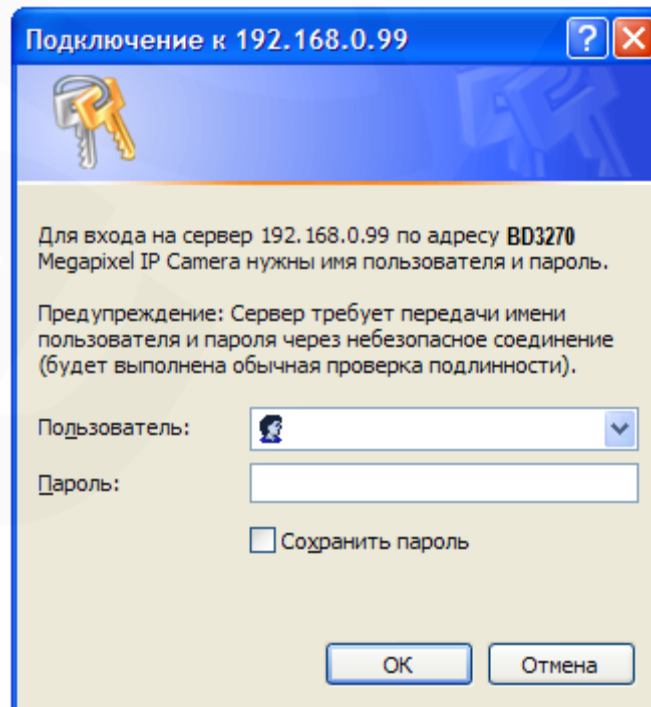 Подключение к 192.168.0.99
Для входа на сервер 192.168.0.99 по адресу BD3270
Megapixel IP Camera нужны имя пользователя и пароль.
Предупреждение: Сервер требует передачи имени
пользователя и пароля через небезопасное соединение
(будет выполнена обычная проверка подлинности).
Пользователь:
Пароль:
Сохранить пароль
ОК Отмена